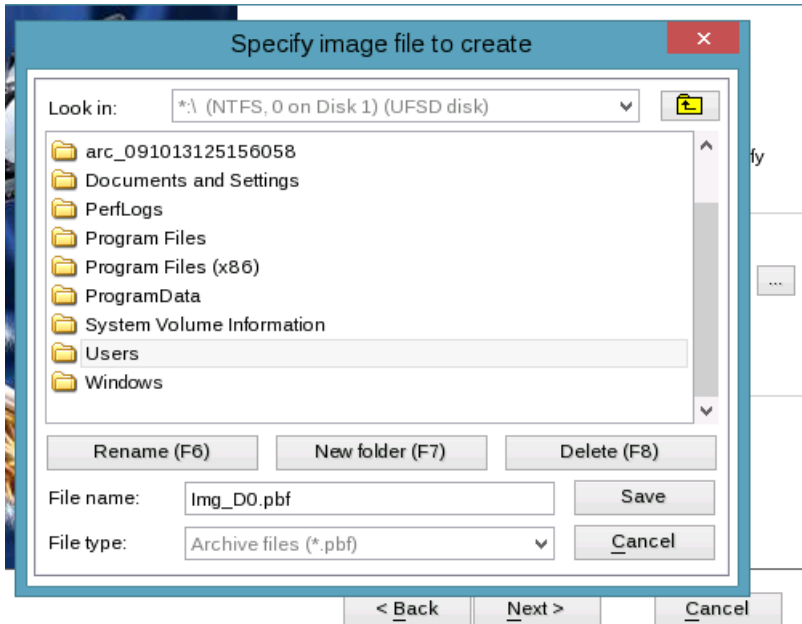 Specify image file to create
Look in: *:\ (NTFS, 0 on Disk 1) (UFSD disk)
arc_091013125156058
Documents and Settings
PerfLogs
Program Files
Program Files (x86)
ProgramData
System Volume Information
Users
Windows
Rename (F6) New folder (F7) Delete (F8)
File name: Img_D0.pbf Save
File type: Archive files (*.pbf) Cancel
fy
...
< Back Next > Cancel